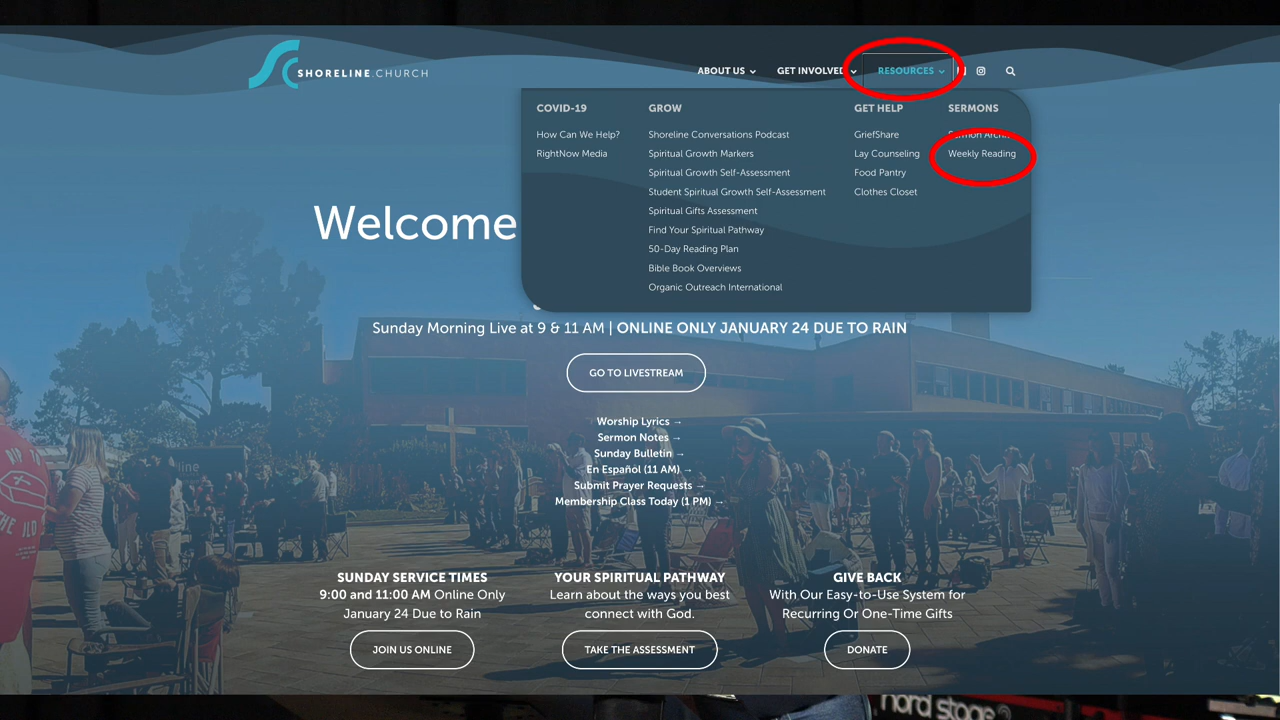 SHORELINE.CHURCH
ABOUT US
GET INVOLVED
RESOURCES
COVID-19
How Can We Help?
RightNow Media
GROW
Shoreline Conversations Podcast
Spiritual Growth Markers
Spiritual Growth Self-Assessment
Student Spiritual Growth Self-Assessment
Spiritual Gifts Assessment
Find Your Spiritual Pathway
50-Day Reading Plan
Bible Book Overviews
Organic Outreach International
GET HELP
GriefShare
Lay Counseling
Food Pantry
Clothes Closet
SERMONS
Sermon
Weekly Reading
Welcome
Sunday Morning Live at 9 & 11 AM | ONLINE ONLY JANUARY 24 DUE TO RAIN
GO TO LIVESTREAM
Worship Lyrics →
Sermon Notes →
Sunday Bulletin →
En Español (11 AM) →
Submit Prayer Requests →
Membership Class Today (1 PM) →
SUNDAY SERVICE TIMES
9:00 and 11:00 AM Online Only
January 24 Due to Rain
JOIN US ONLINE
YOUR SPIRITUAL PATHWAY
Learn about the ways you best
connect with God.
TAKE THE ASSESSMENT
GIVE BACK
With Our Easy-to-Use System for
Recurring Or One-Time Gifts
DONATE
nord stage